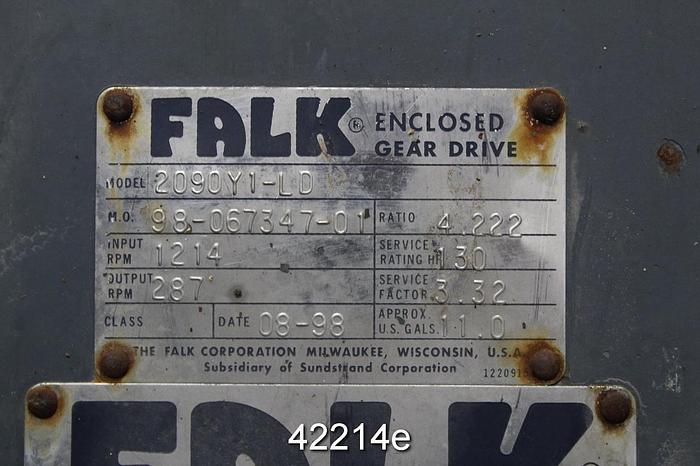 FALK® ENCLOSED
GEAR DRIVE
MODEL 2090Y1-LD
M.O. 98-067347-01 RATIO 4.222
INPUT RPM 1214 SERVICE RATING HP 130
OUTPUT RPM 287 SERVICE FACTOR 3.32
CLASS DATE 08-98 APPROX. U.S. GALS. 11.0
THE FALK CORPORATION MILWAUKEE, WISCONSIN, U.S.A.
Subsidiary of Sundstrand Corporation
FALK
42214e